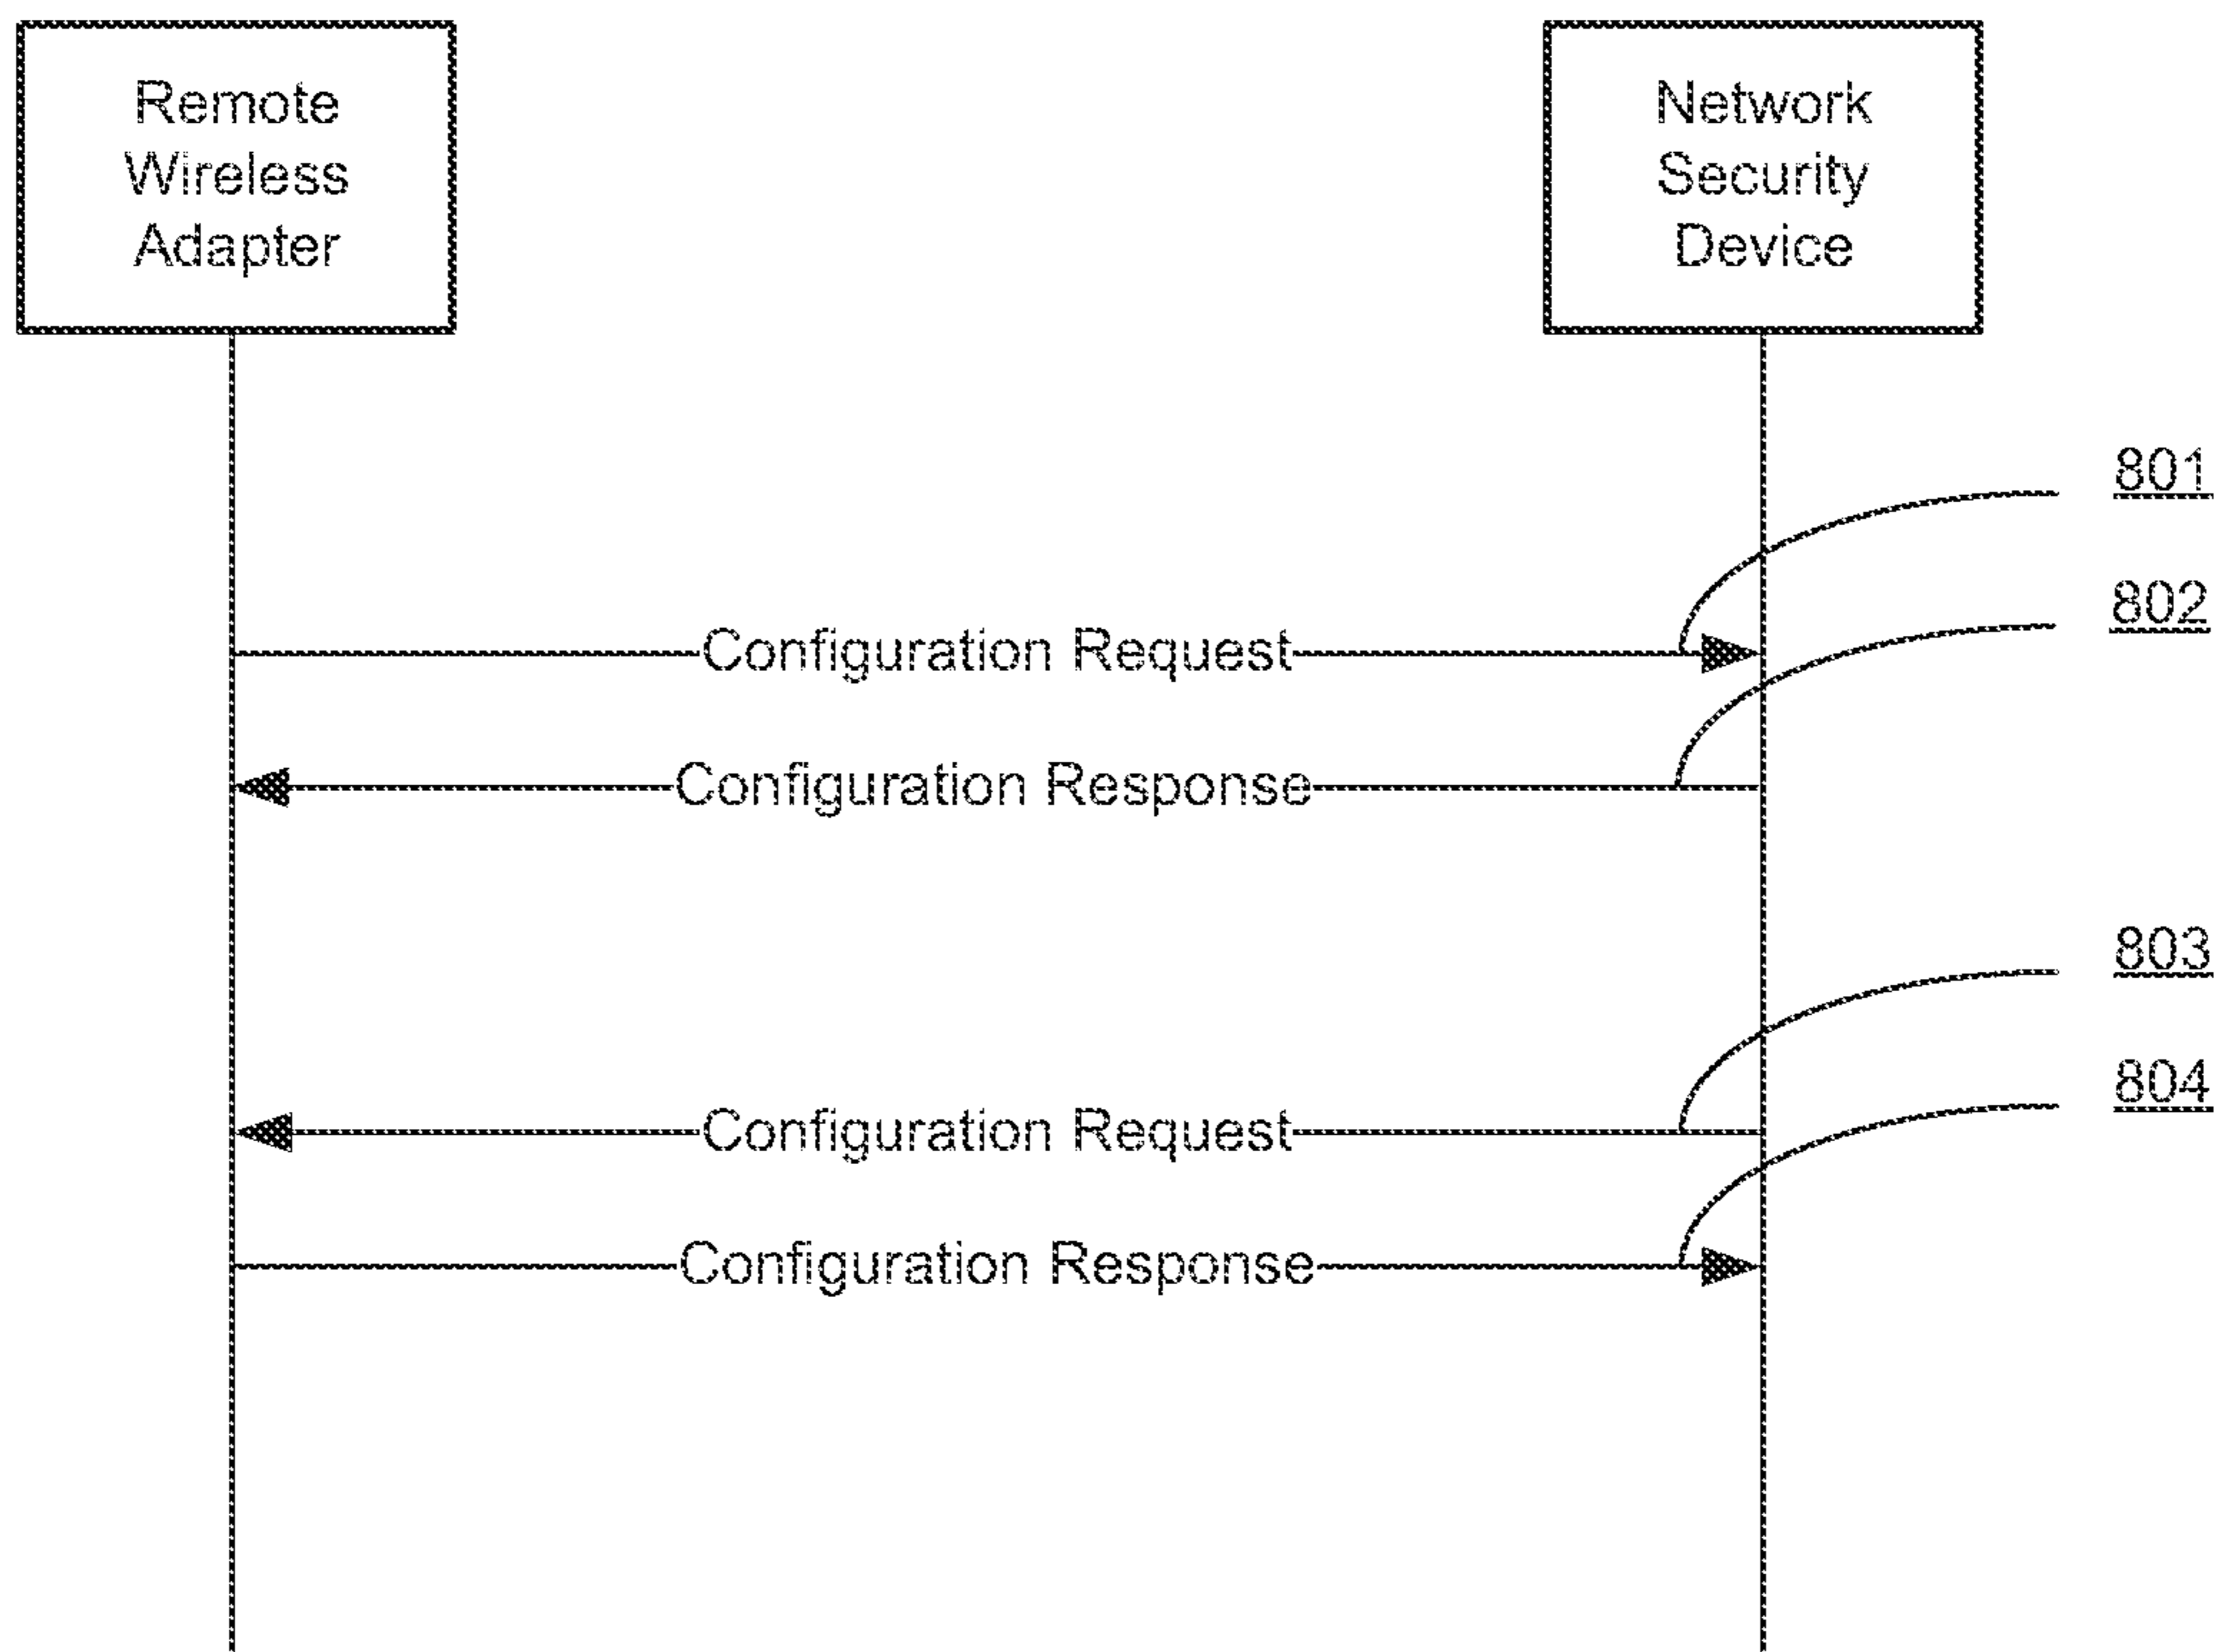 Remote
Wireless
Adapter
Network
Security
Device
801
Configuration Request
802
Configuration Response
803
Configuration Request
804
Configuration Response